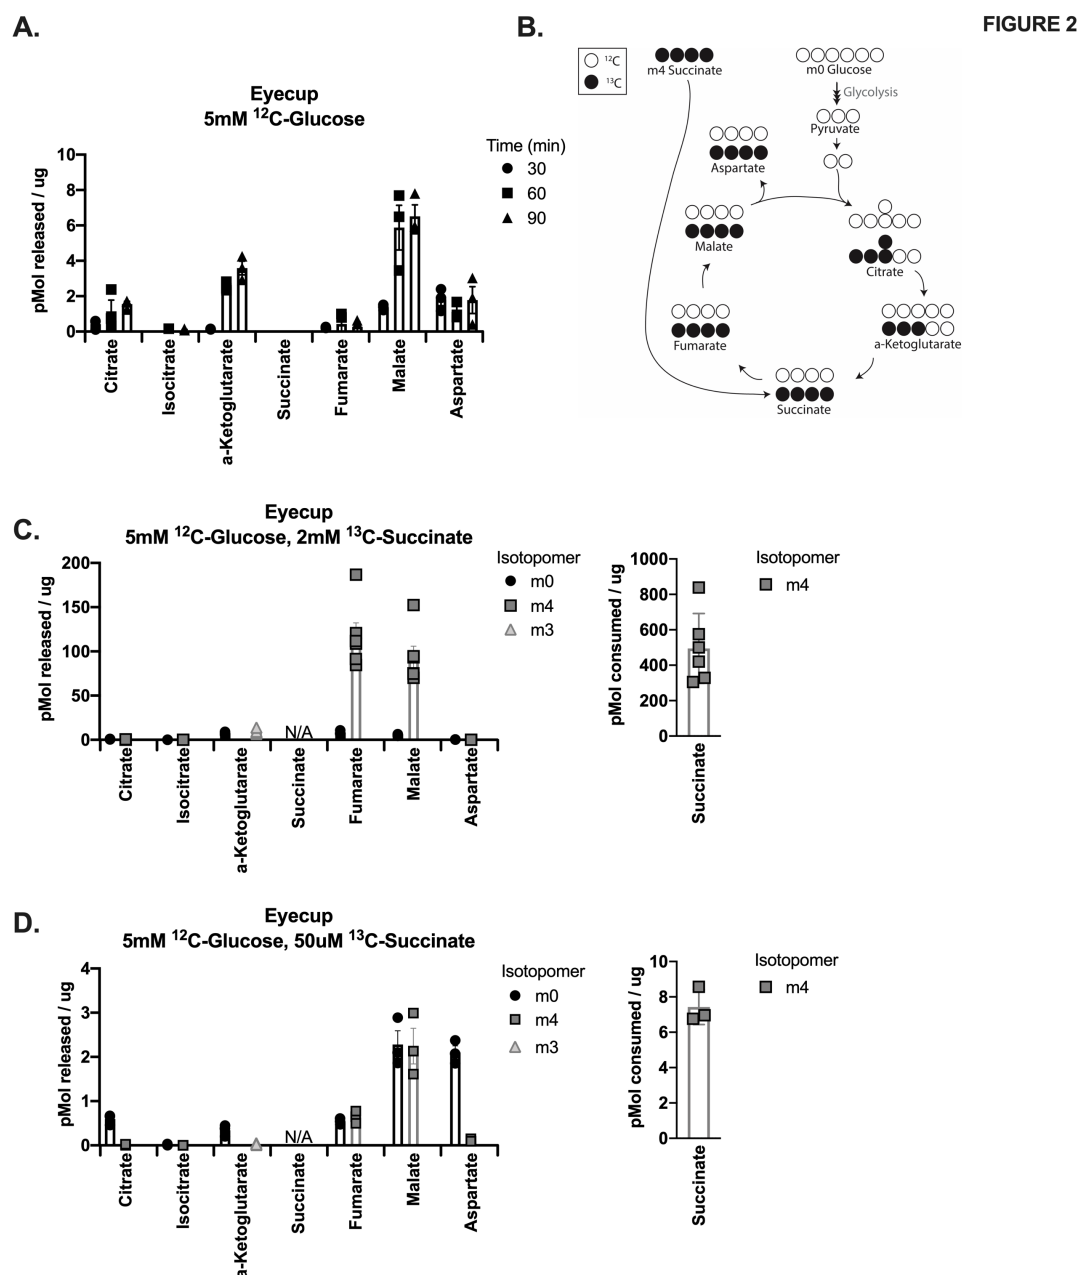 FIGURE 2
A.
Eyecup
5mM 12C-Glucose
pMol released / ug
10
8
6
4
2
0
Citrate
Isocitrate
a-Ketoglutarate
Succinate
Fumarate
Malate
Aspartate
Time (min)
30
60
90
B.
12C
13C
m4 Succinate
m0 Glucose
Glycolysis
Pyruvate
Aspartate
Malate
Citrate
Fumarate
a-Ketoglutarate
Succinate
C.
Eyecup
5mM 12C-Glucose, 2mM 13C-Succinate
pMol released / ug
200
150
100
50
0
N/A
Citrate
Isocitrate
a-Ketoglutarate
Succinate
Fumarate
Malate
Aspartate
Isotopomer
m0
m4
m3
pMol consumed / ug
1000
800
600
400
200
0
Succinate
Isotopomer
m4
D.
Eyecup
5mM 12C-Glucose, 50uM 13C-Succinate
pMol released / ug
4
3
2
1
0
N/A
Citrate
Isocitrate
a-Ketoglutarate
Succinate
Fumarate
Malate
Aspartate
Isotopomer
m0
m4
m3
pMol consumed / ug
10
8
6
4
2
0
Succinate
Isotopomer
m4